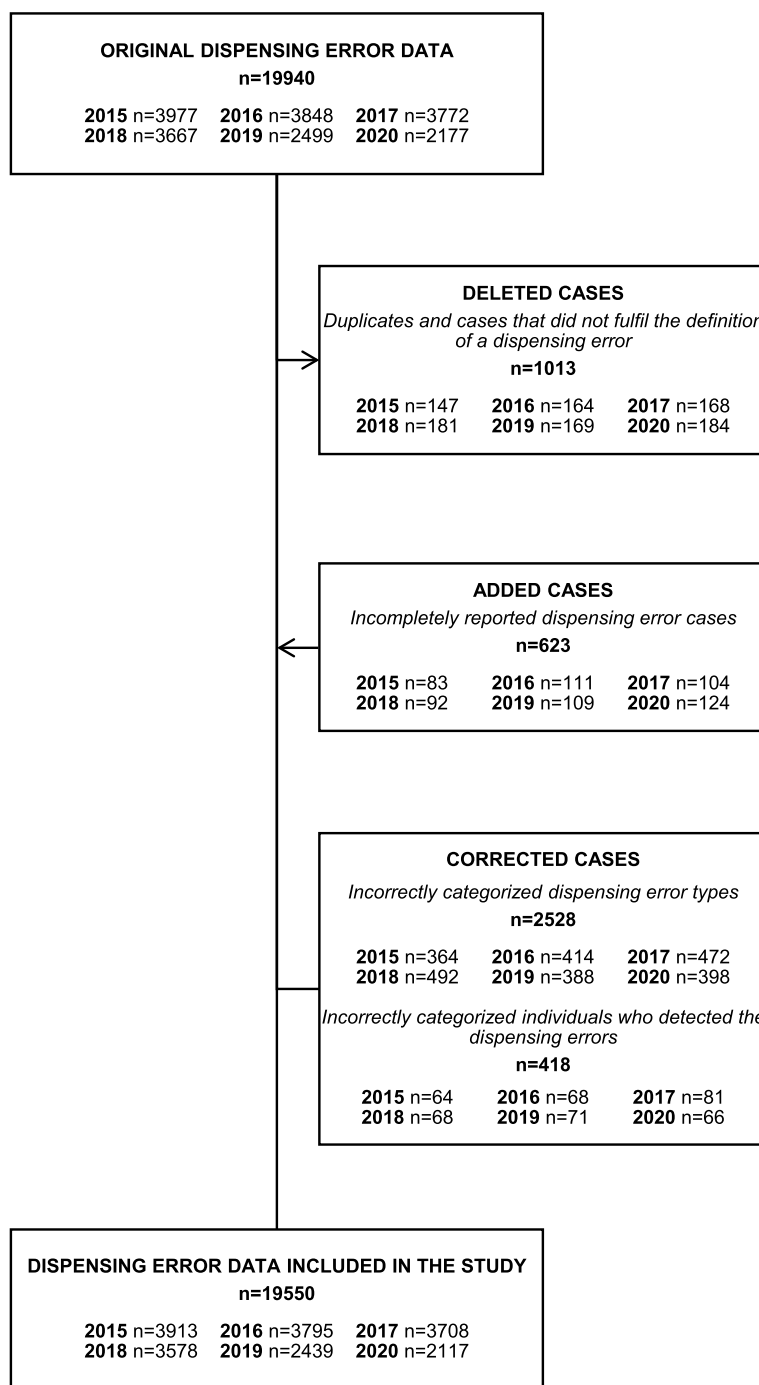 ORIGINAL DISPENSING ERROR DATA
n=19940
2015 n=3977 2016 n=3848 2017 n=3772
2018 n=3667 2019 n=2499 2020 n=2177
DELETED CASES
Duplicates and cases that did not fulfil the definition
of a dispensing error
n=1013
2015 n=147 2016 n=164 2017 n=168
2018 n=181 2019 n=169 2020 n=184
ADDED CASES
Incompletely reported dispensing error cases
n=623
2015 n=83 2016 n=111 2017 n=104
2018 n=92 2019 n=109 2020 n=124
CORRECTED CASES
Incorrectly categorized dispensing error types
n=2528
2015 n=364 2016 n=414 2017 n=472
2018 n=492 2019 n=388 2020 n=398
Incorrectly categorized individuals who detected the
dispensing errors
n=418
2015 n=64 2016 n=68 2017 n=81
2018 n=68 2019 n=71 2020 n=66
DISPENSING ERROR DATA INCLUDED IN THE STUDY
n=19550
2015 n=3913 2016 n=3795 2017 n=3708
2018 n=3578 2019 n=2439 2020 n=2117